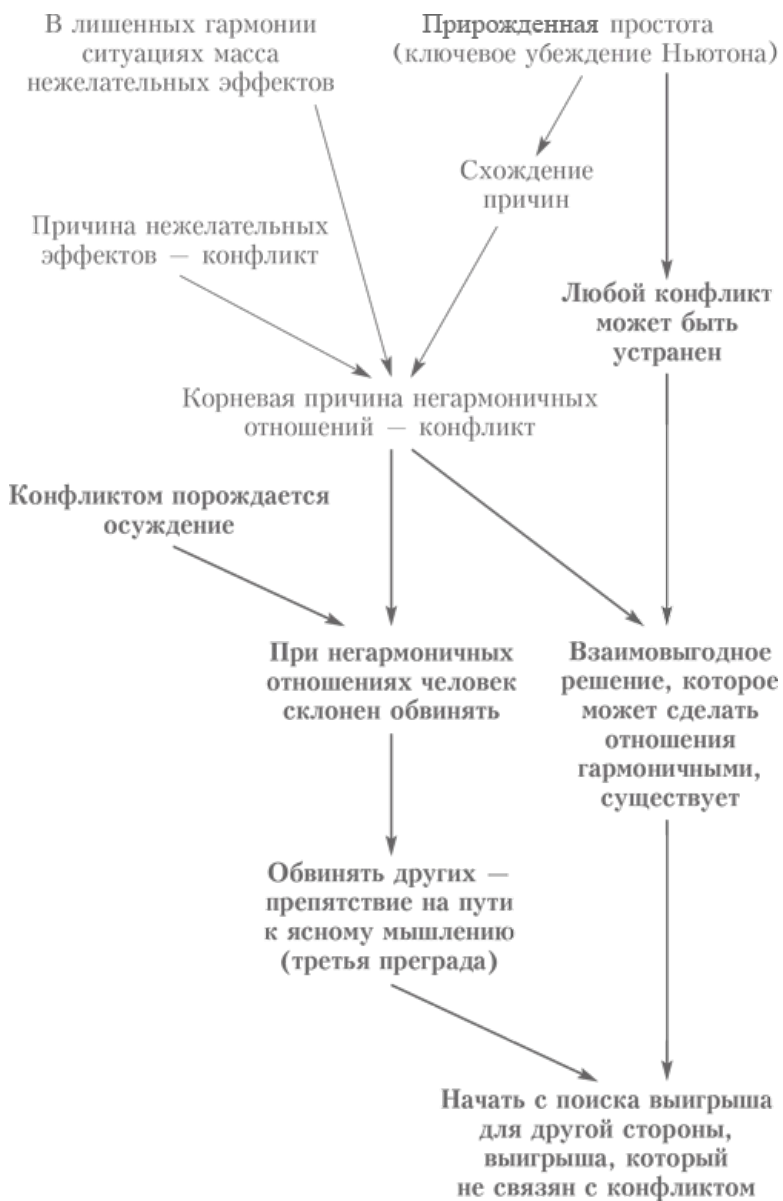 В лишенных гармонии
ситуациях масса
нежелательных эффектов
Прирожденная простота
(ключевое убеждение Ньютона)
Схождение
причин
Причина нежелательных
эффектов — конфликт
Любой конфликт
может быть
устранен
Корневая причина негармоничных
отношений — конфликт
Конфликтом порождается
осуждение
При негармоничных
отношениях человек
склонен обвинять
Взаимовыгодное
решение, которое
может сделать
отношения
гармоничными,
существует
Обвинять других —
препятствие на пути
к ясному мышлению
(третья преграда)
Начать с поиска выигрыша
для другой стороны,
выигрыша, который
не связан с конфликтом